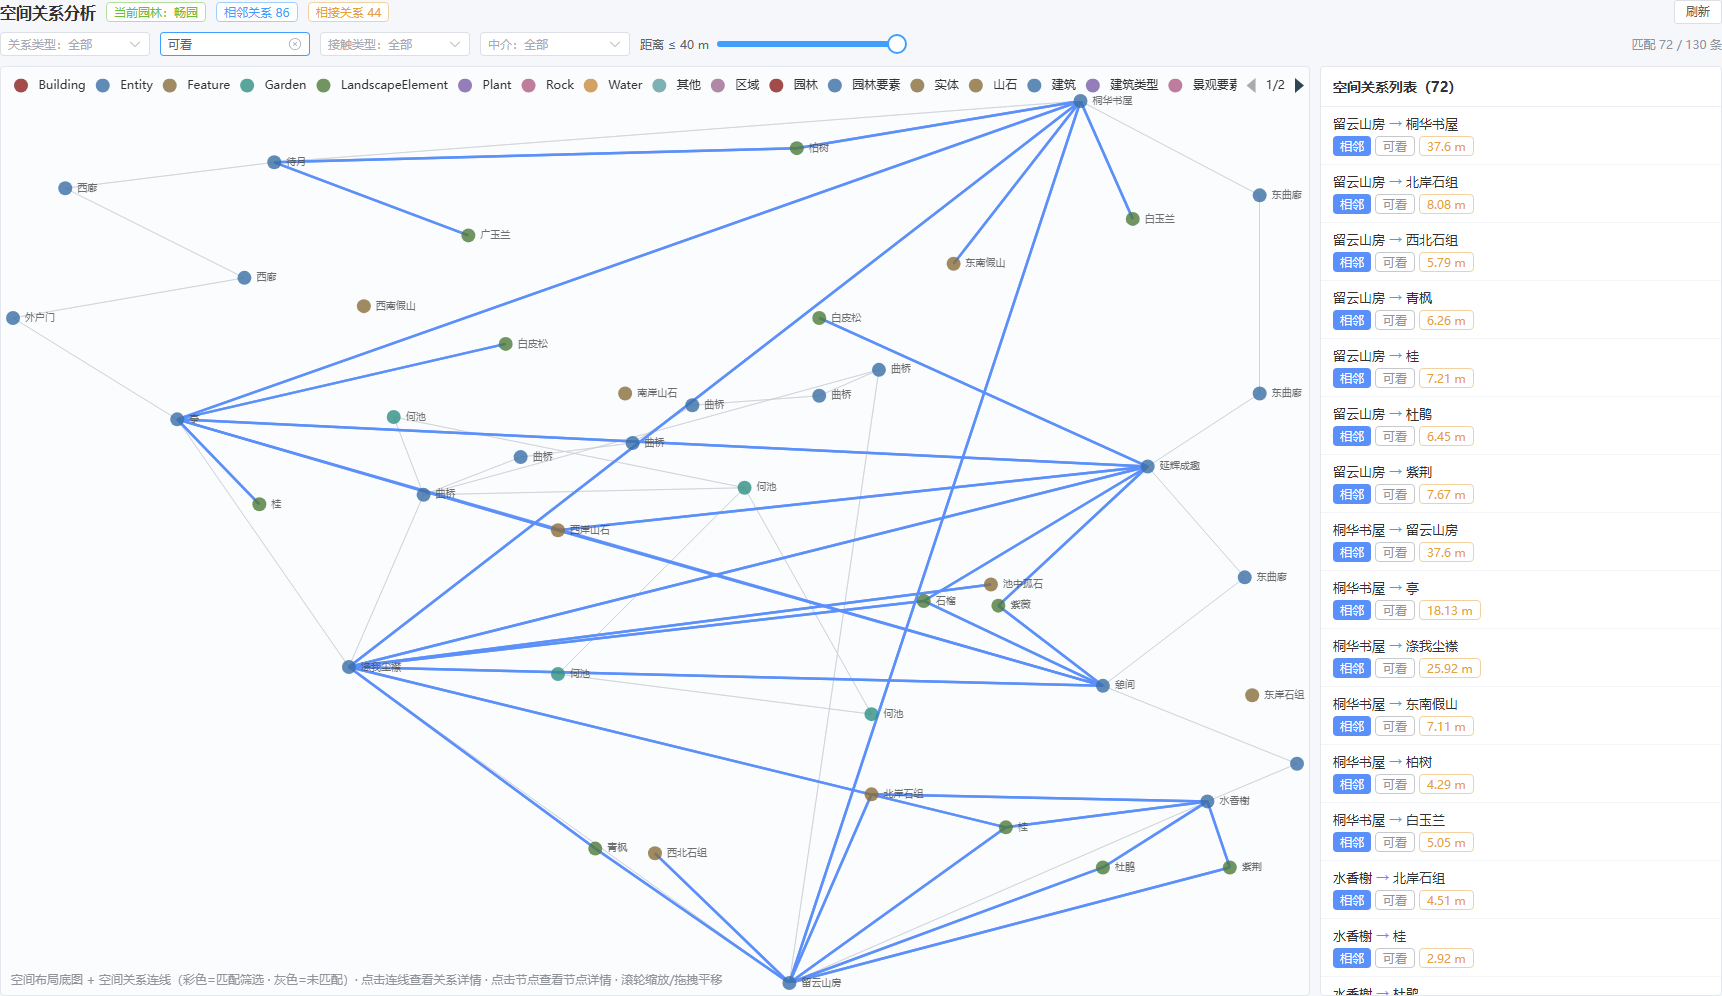 空间关系分析 当前园林：畅园 相邻关系 86 相接关系 44 刷新
关系类型：全部 可看 接触类型：全部 中介：全部 距离 ≤ 40 m 匹配 72 / 130 条
Building Entity Feature Garden LandscapeElement Plant Rock Water 其他 区域 园林 园林要素 实体 山石 建筑 建筑类型 景观要素 1/2
桐华书屋
柏树
待月
西廊
东曲廊
白玉兰
广玉兰
东南假山
西廊
西南假山
外户门
白皮松
白皮松
曲桥
南岸山石
曲桥
曲桥
东曲廊
亭
何池
曲桥
曲桥
延辉成趣
何池
曲桥
桂
西岸山石
东曲廊
池中孤石
石榴
紫薇
涤我尘襟
何池
憩间
东岸石组
何池
北岸石组
水香榭
桂
青枫
西北石组
杜鹃
紫荆
留云山房
空间布局底图 + 空间关系连线（彩色=匹配筛选 · 灰色=未匹配）· 点击连线查看关系详情 · 点击节点查看节点详情 · 滚轮缩放/拖拽平移
空间关系列表（72）
留云山房 → 桐华书屋
相邻 可看 37.6 m
留云山房 → 北岸石组
相邻 可看 8.08 m
留云山房 → 西北石组
相邻 可看 5.79 m
留云山房 → 青枫
相邻 可看 6.26 m
留云山房 → 桂
相邻 可看 7.21 m
留云山房 → 杜鹃
相邻 可看 6.45 m
留云山房 → 紫荆
相邻 可看 7.67 m
桐华书屋 → 留云山房
相邻 可看 37.6 m
桐华书屋 → 亭
相邻 可看 18.13 m
桐华书屋 → 涤我尘襟
相邻 可看 25.92 m
桐华书屋 → 东南假山
相邻 可看 7.11 m
桐华书屋 → 柏树
相邻 可看 4.29 m
桐华书屋 → 白玉兰
相邻 可看 5.05 m
水香榭 → 北岸石组
相邻 可看 4.51 m
水香榭 → 桂
相邻 可看 2.92 m
水香榭 → 杜鹃